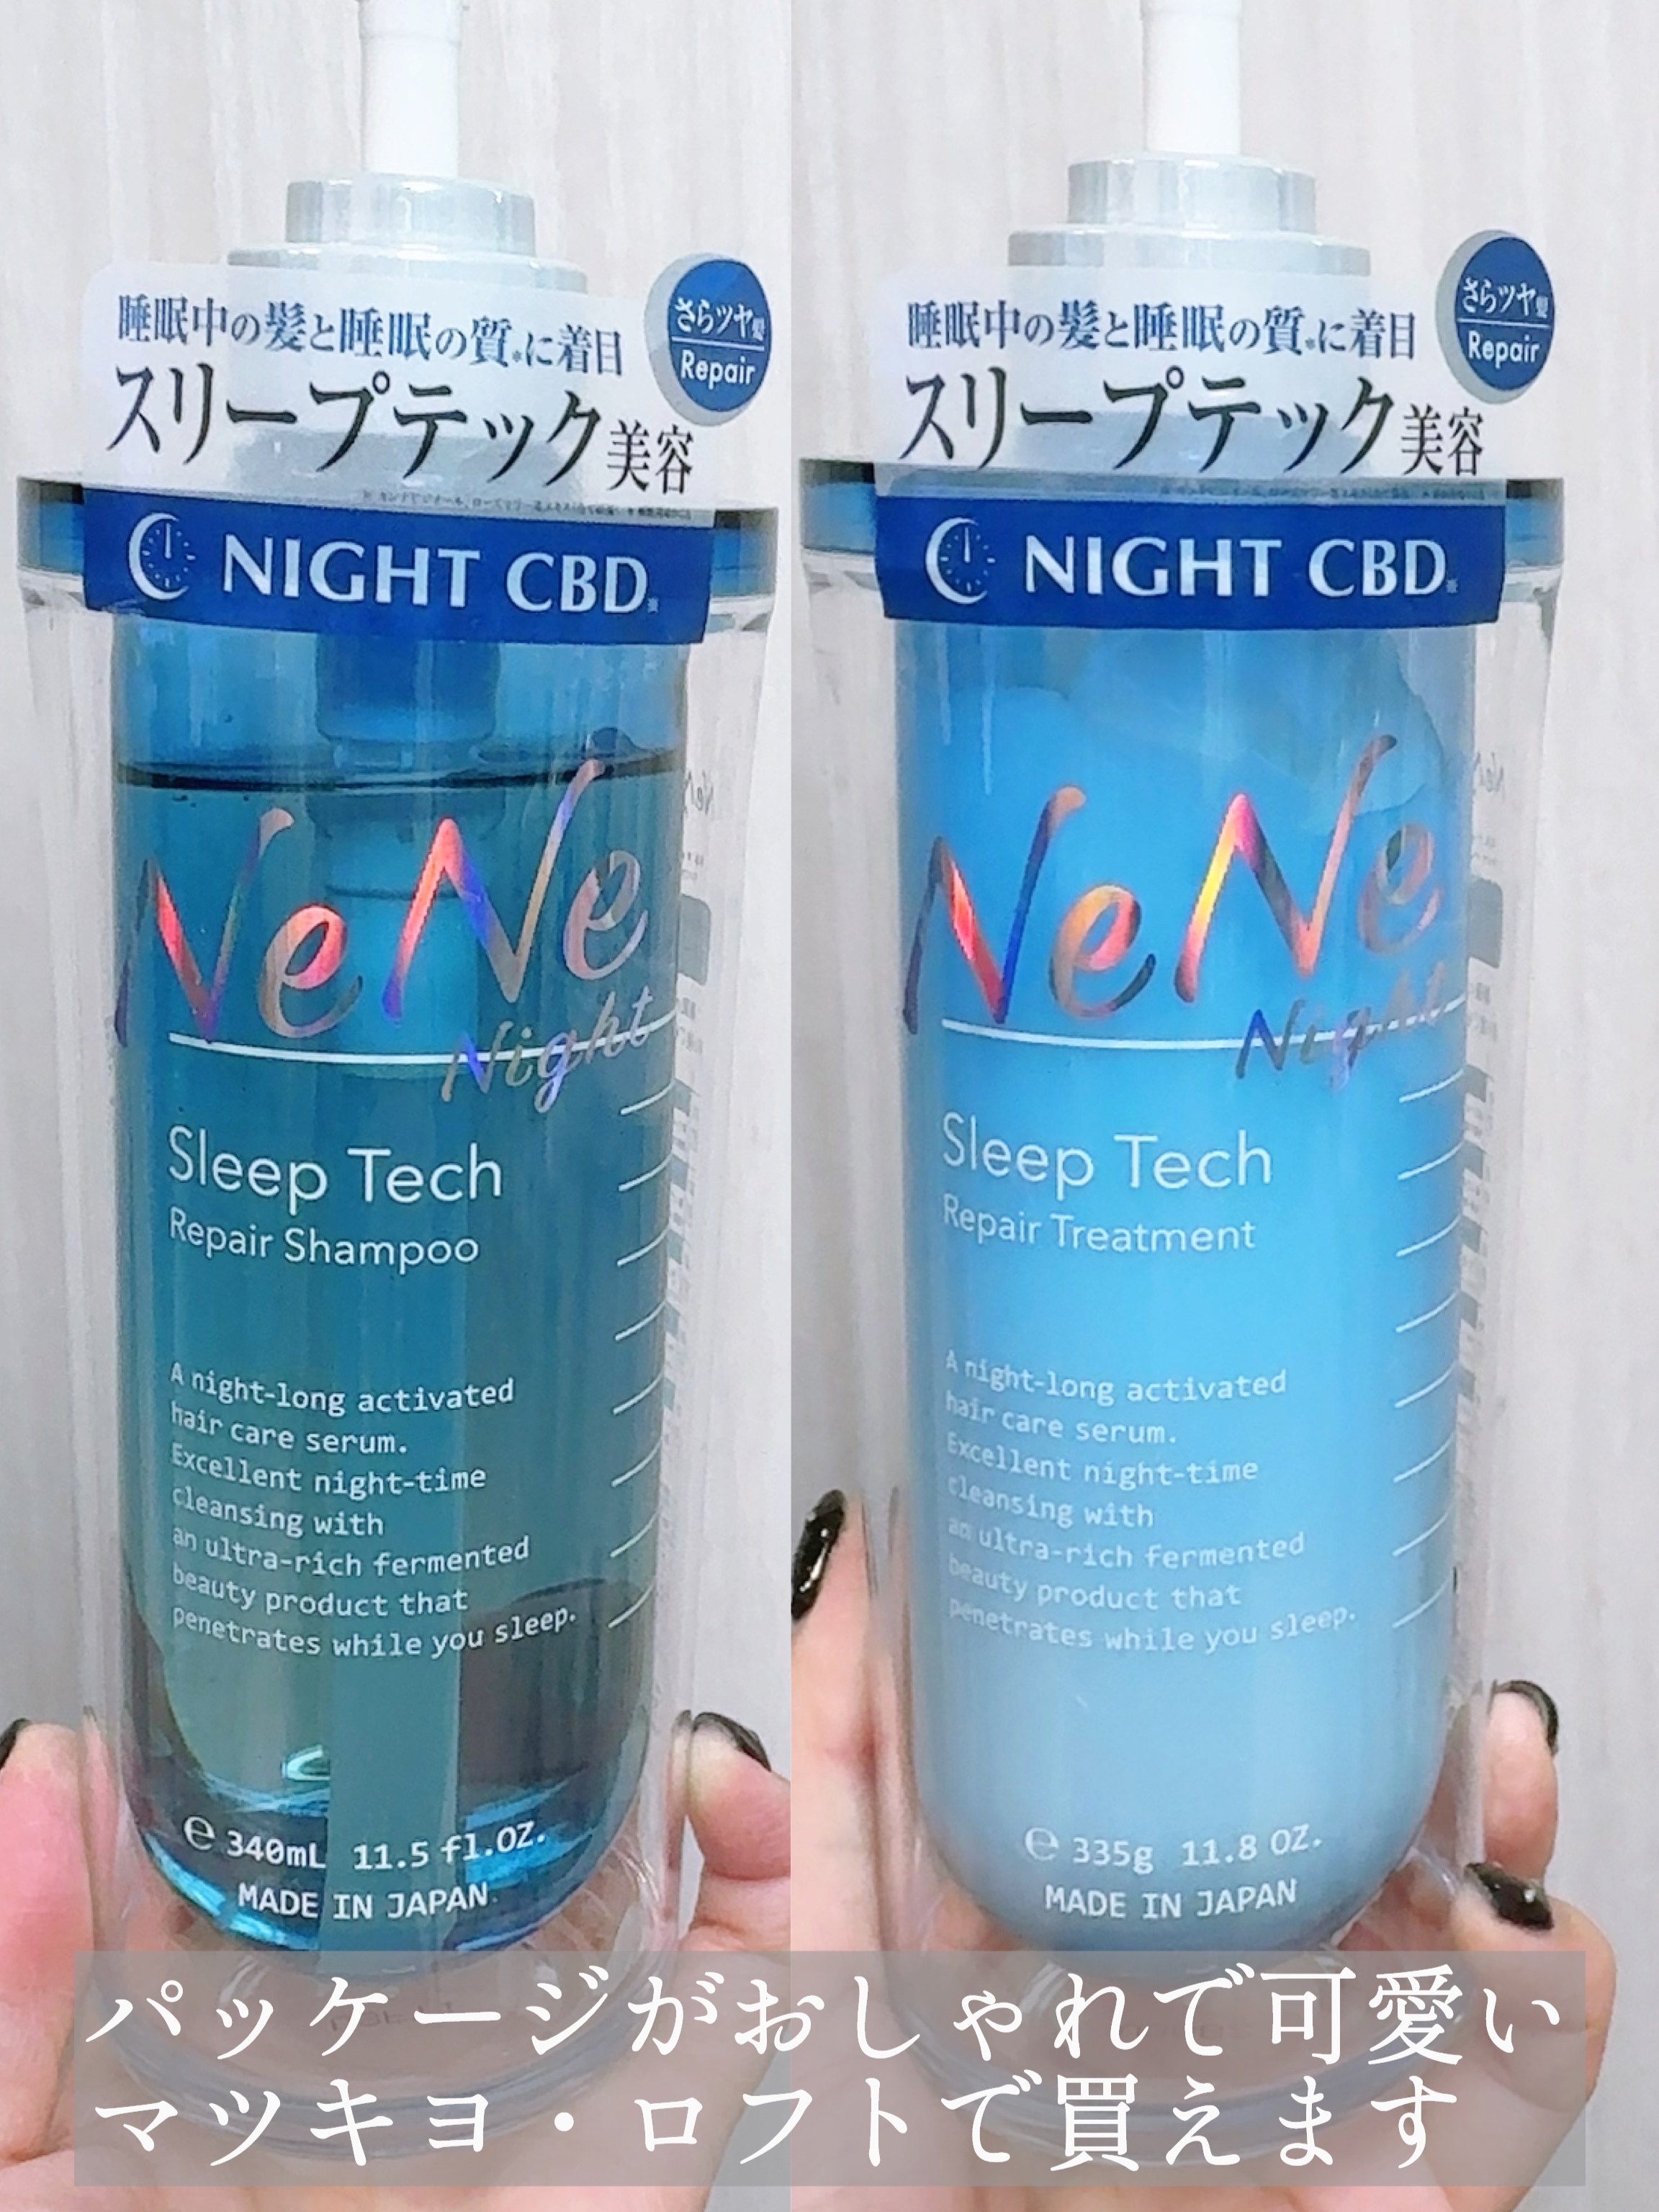 睡眠中の髪と睡眠の質*に着目
スリープテック美容
さらツヤ髪
Repair
NIGHT CBD※
NeNe
Night
Sleep Tech
Repair Shampoo
A night-long activated
hair care serum.
Excellent night-time
cleansing with
an ultra-rich fermented
beauty product that
penetrates while you sleep.
℮ 340mL 11.5 fl.oz.
MADE IN JAPAN
睡眠中の髪と睡眠の質*に着目
スリープテック美容
さらツヤ髪
Repair
NIGHT CBD※
NeNe
Night
Sleep Tech
Repair Treatment
A night-long activated
hair care serum.
Excellent night-time
cleansing with
an ultra-rich fermented
beauty product that
penetrates while you sleep.
℮ 335g 11.8 oz.
MADE IN JAPAN
パッケージがおしゃれで可愛い
マツキヨ・ロフトで買えます